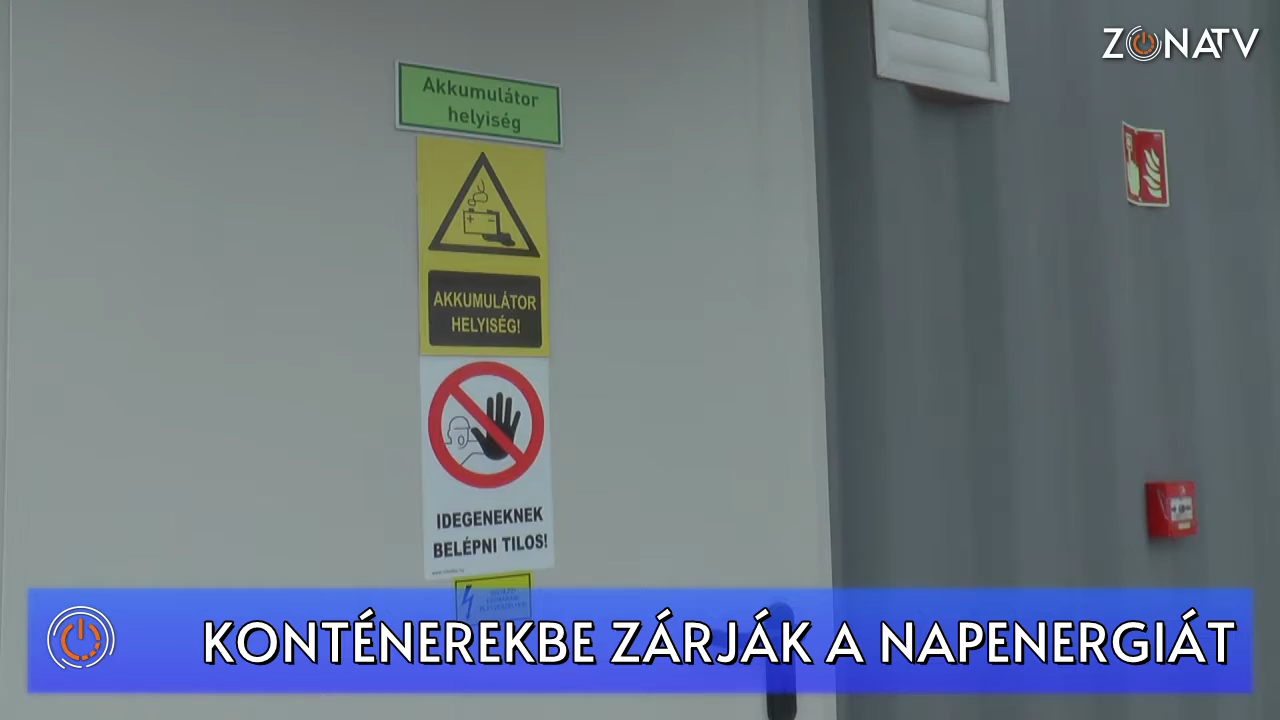 ZONATV
Akkumulátor
helyiség
AKKUMULÁTOR
HELYISÉG!
IDEGENEKNEK
BELÉPNI TILOS!
KONTÉNEREKBE ZÁRJÁK A NAPENERGIÁT